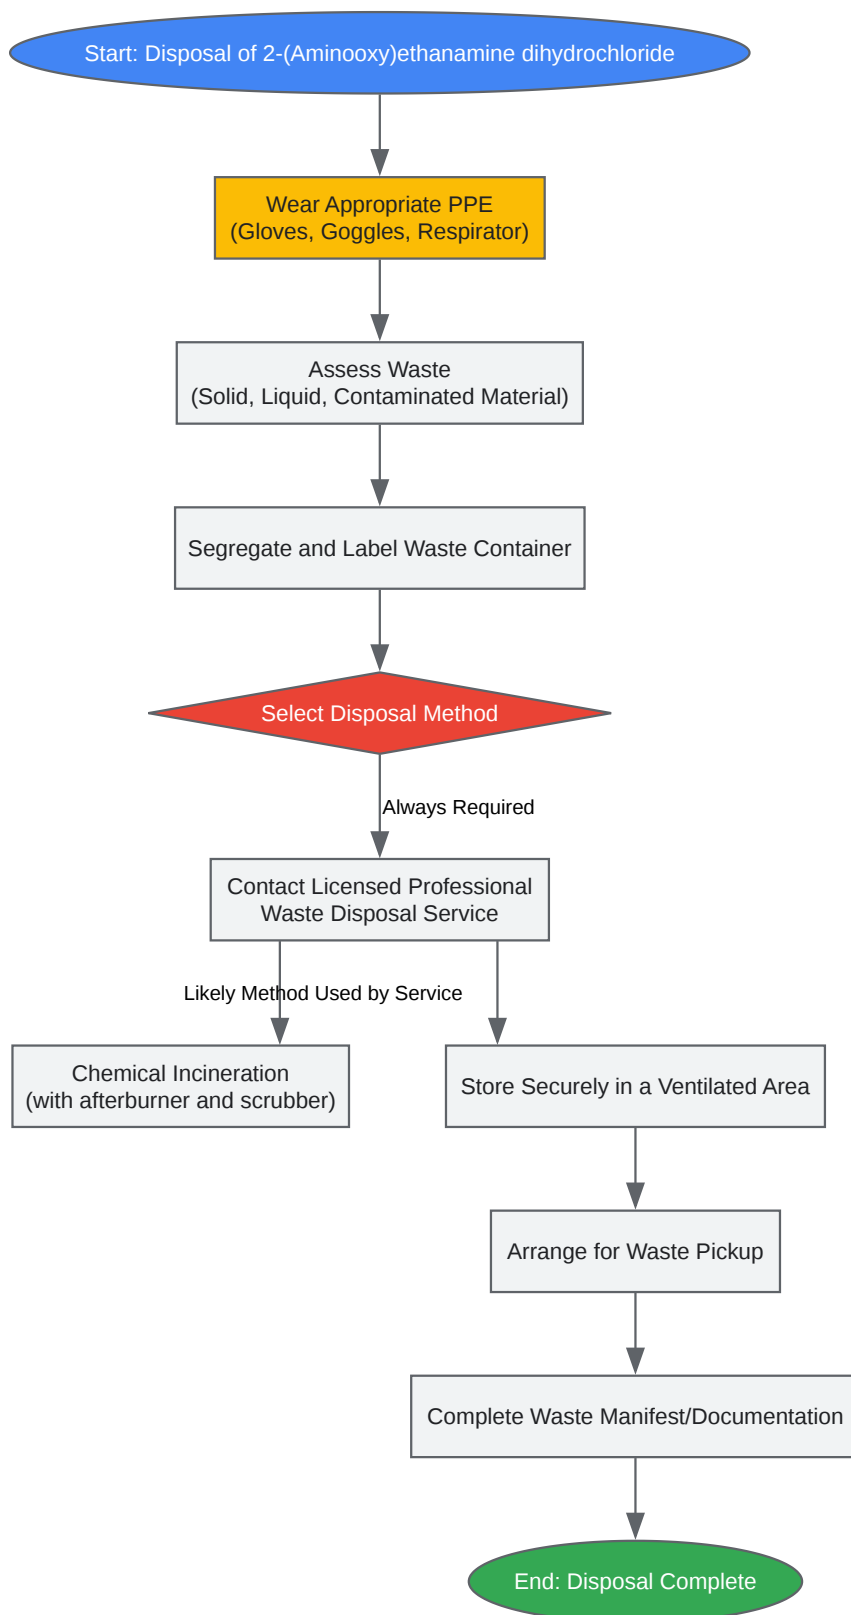 Start: Disposal of 2-(Aminooxy)ethanamine dihydrochloride
Wear Appropriate PPE
(Gloves, Goggles, Respirator)
Assess Waste
(Solid, Liquid, Contaminated Material)
Segregate and Label Waste Container
Select Disposal Method
Always Required
Contact Licensed Professional
Waste Disposal Service
Likely Method Used by Service
Chemical Incineration
(with afterburner and scrubber)
Store Securely in a Ventilated Area
Arrange for Waste Pickup
Complete Waste Manifest/Documentation
End: Disposal Complete